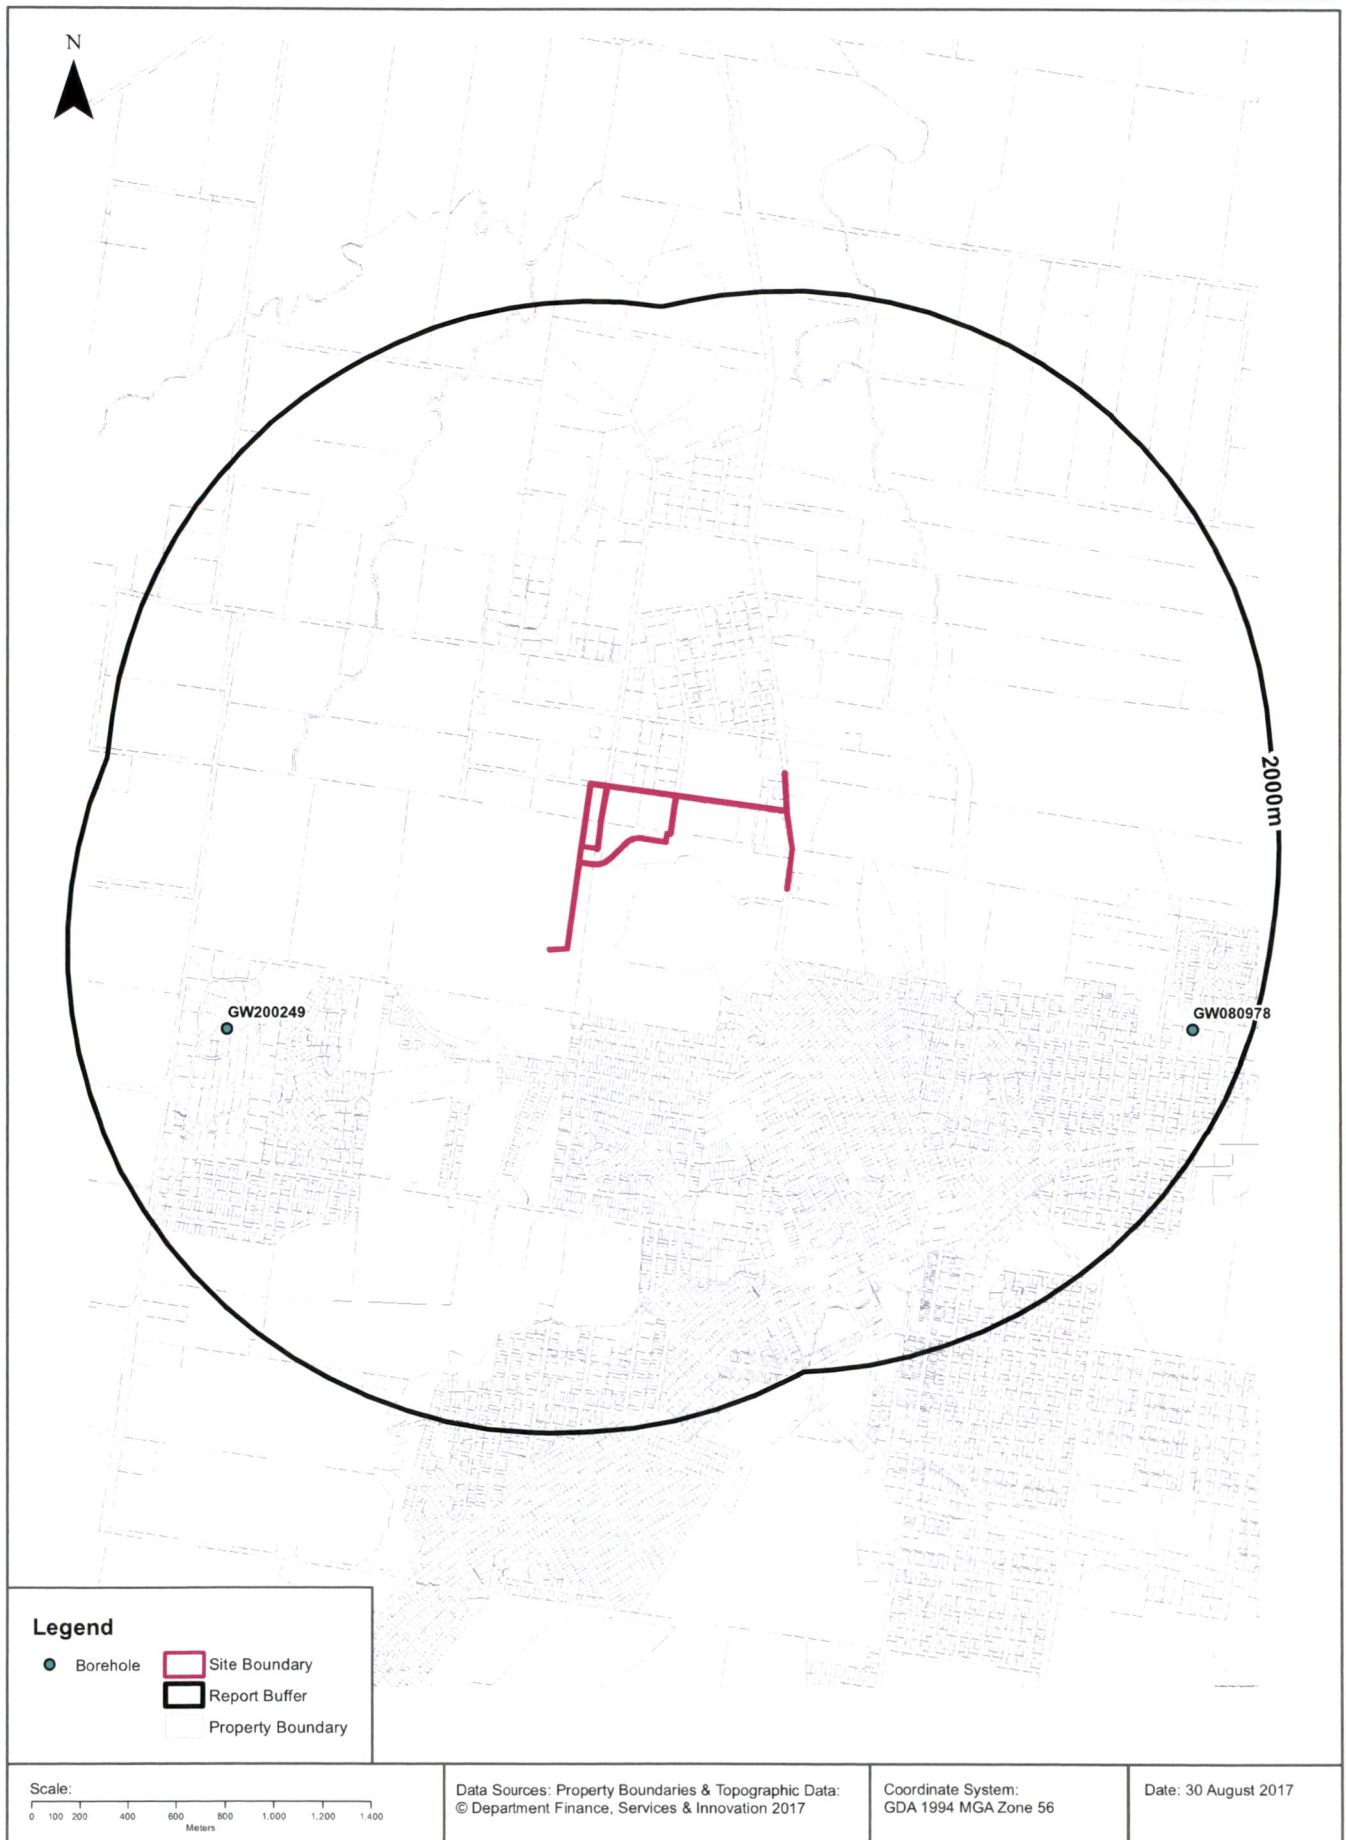 N
2000m
GW200249
GW080978
Legend
Borehole
Site Boundary
Report Buffer
Property Boundary
Scale:
0 100 200 400 600 800 1,000 1,200 1,400
Meters
Data Sources: Property Boundaries & Topographic Data:
© Department Finance, Services & Innovation 2017
Coordinate System:
GDA 1994 MGA Zone 56
Date: 30 August 2017